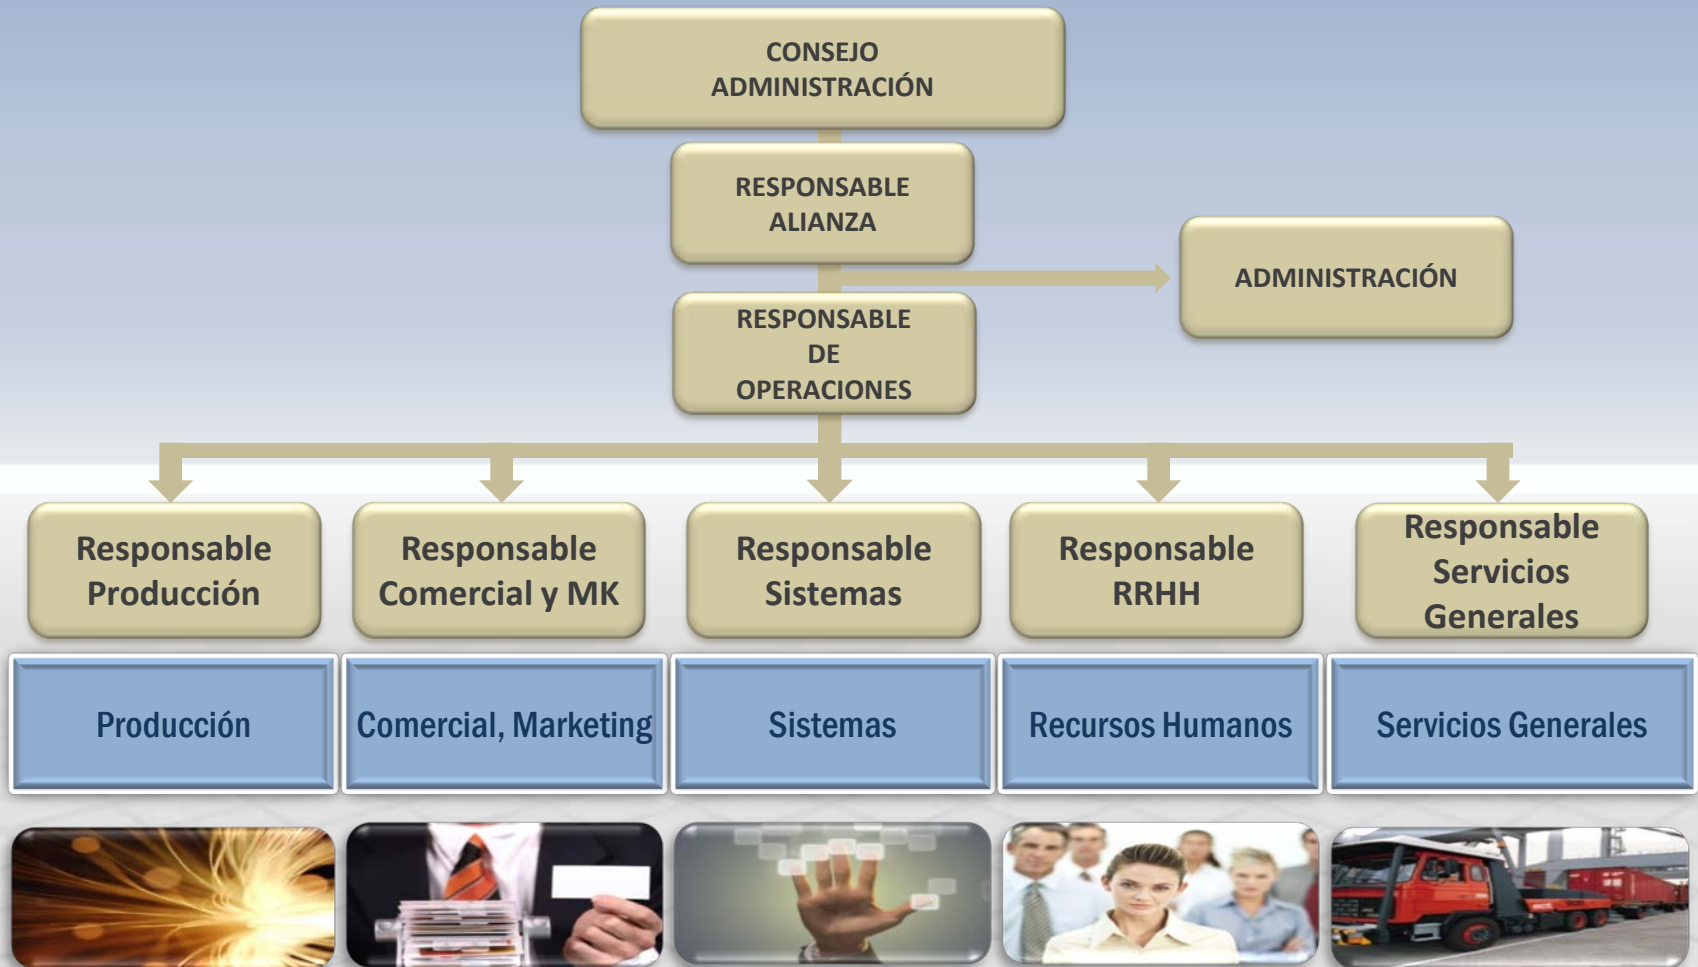 CONSEJO
ADMINISTRACIÓN
RESPONSABLE
ALIANZA
ADMINISTRACIÓN
RESPONSABLE
DE
OPERACIONES
Responsable
Producción
Responsable
Comercial y MK
Responsable
Sistemas
Responsable
RRHH
Responsable
Servicios
Generales
Producción
Comercial, Marketing
Sistemas
Recursos Humanos
Servicios Generales